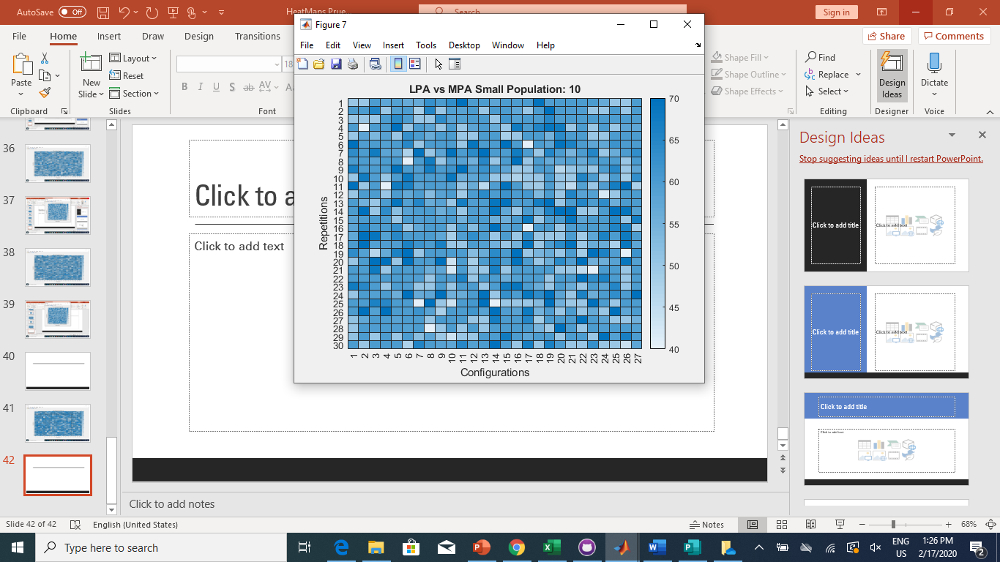 AutoSave Off
HeatMaps Prue
Search
Sign in
File Home Insert Draw Design Transitions
Share Comments
Paste
Clipboard
New Slide
Layout
Reset
Section
Slides
18
B I U S ab AV
Font
Shape Fill
Shape Outline
Shape Effects
Find
Replace
Select
Editing
Design Ideas
Designer
Dictate
Voice
Figure 7
File Edit View Insert Tools Desktop Window Help
LPA vs MPA Small Population: 10
Repetitions
1
2
3
4
5
6
7
8
9
10
11
12
13
14
15
16
17
18
19
20
21
22
23
24
25
26
27
28
29
30
1 2 3 4 5 6 7 8 9 10 11 12 13 14 15 16 17 18 19 20 21 22 23 24 25 26 27
Configurations
70
65
60
55
50
45
40
36
37
38
39
40
41
42
Click to a
Click to add text
Click to add notes
Design Ideas
Stop suggesting ideas until I restart PowerPoint.
Click to add title
Click to add text
Click to add title
Click to add text
Click to add title
Click to add text
Slide 42 of 42 English (United States)
Notes
68%
Type here to search
ENG
US
1:26 PM
2/17/2020
2